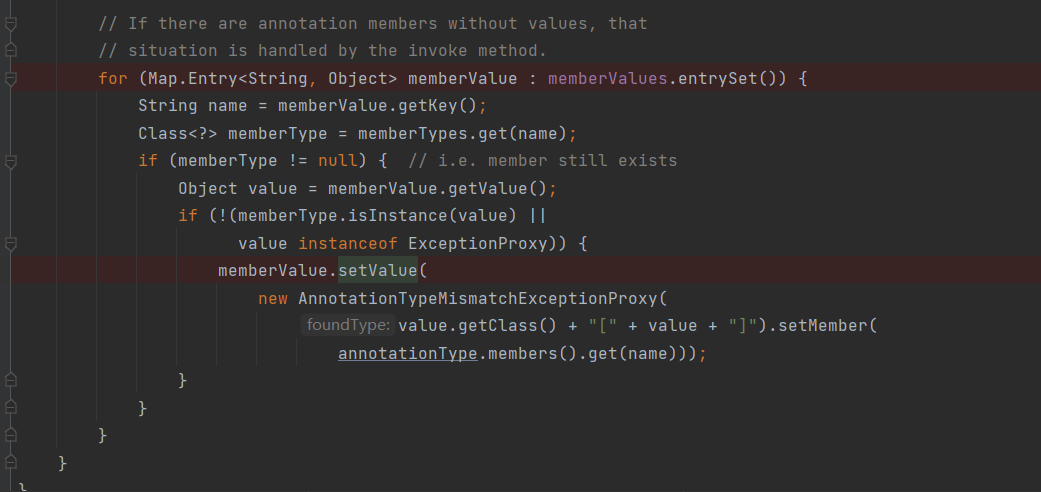 // If there are annotation members without values, that
// situation is handled by the invoke method.
for (Map.Entry<String, Object> memberValue : memberValues.entrySet()) {
String name = memberValue.getKey();
Class<?> memberType = memberTypes.get(name);
if (memberType != null) {  // i.e. member still exists
Object value = memberValue.getValue();
if (!(memberType.isInstance(value) ||
value instanceof ExceptionProxy)) {
memberValue.setValue(
new AnnotationTypeMismatchExceptionProxy(
foundType: value.getClass() + "[" + value + "]").setMember(
annotationType.members().get(name)));
}
}
}
}
}